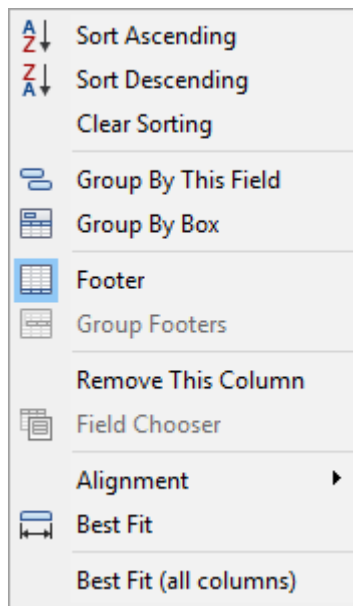 Sort Ascending
Sort Descending
Clear Sorting
Group By This Field
Group By Box
Footer
Group Footers
Remove This Column
Field Chooser
Alignment
Best Fit
Best Fit (all columns)